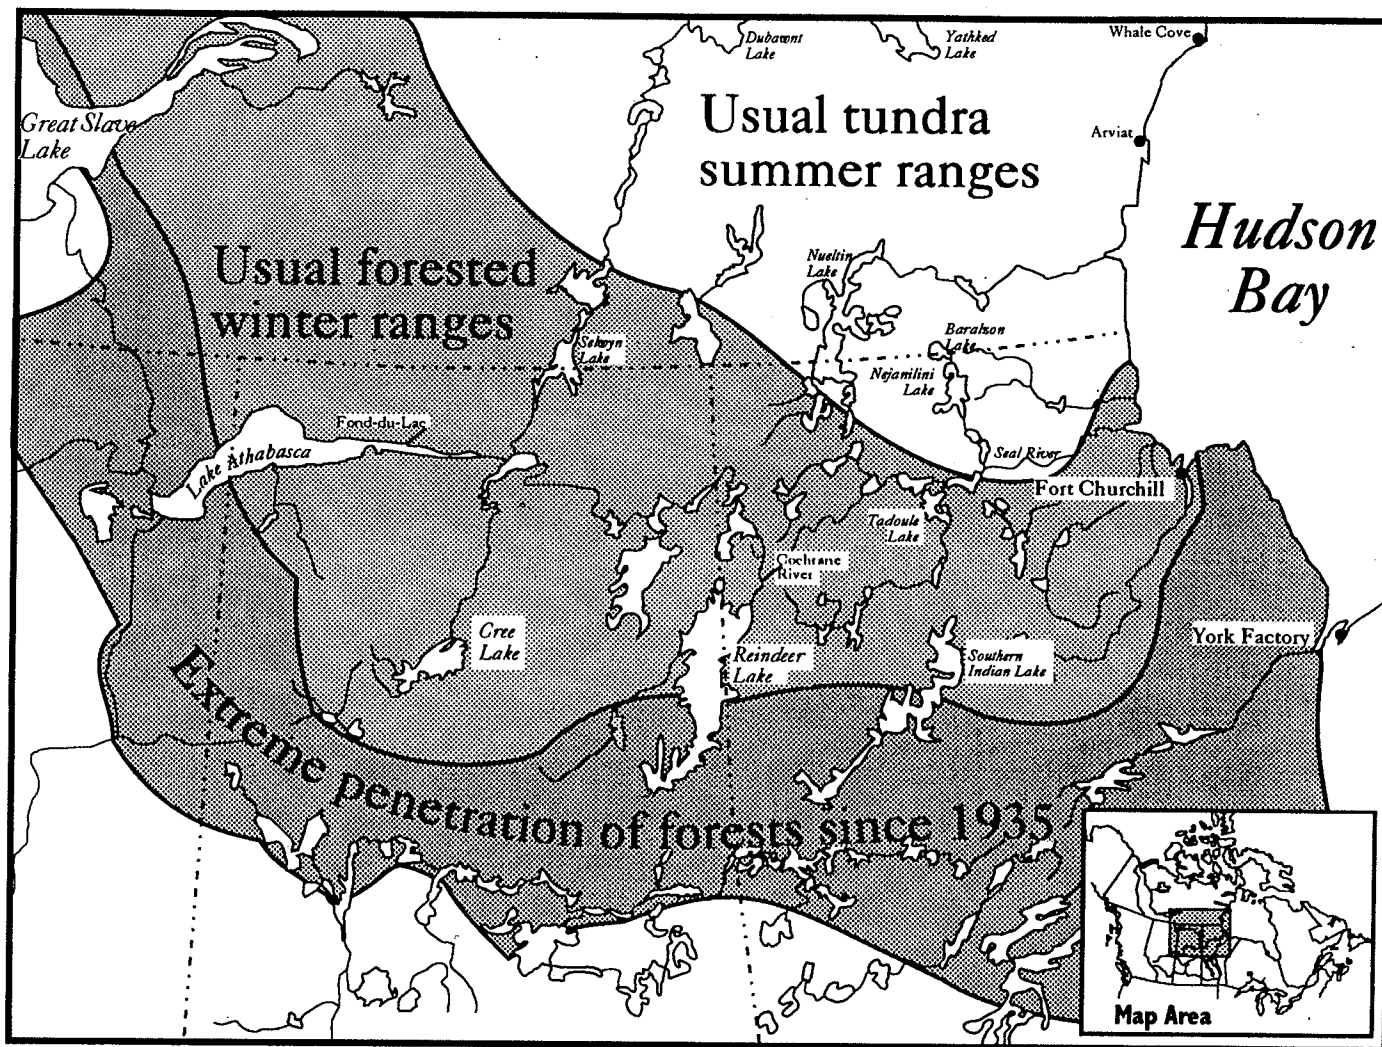 Dubawnt
Lake
Yathked
Lake
Whale Cove
Great Slave
Lake
Usual tundra
summer ranges
Arviat
Hudson
Bay
Usual forested
winter ranges
Nueltin
Lake
Selwyn
Lake
Baralzon
Lake
Nejanilini
Lake
Fond-du-Lac
Lake Athabasca
Seal River
Fort Churchill
Tadoule
Lake
Cochrane
River
Cree
Lake
Reindeer
Lake
Southern
Indian Lake
York Factory
Extreme penetration of forests since 1935
Map Area